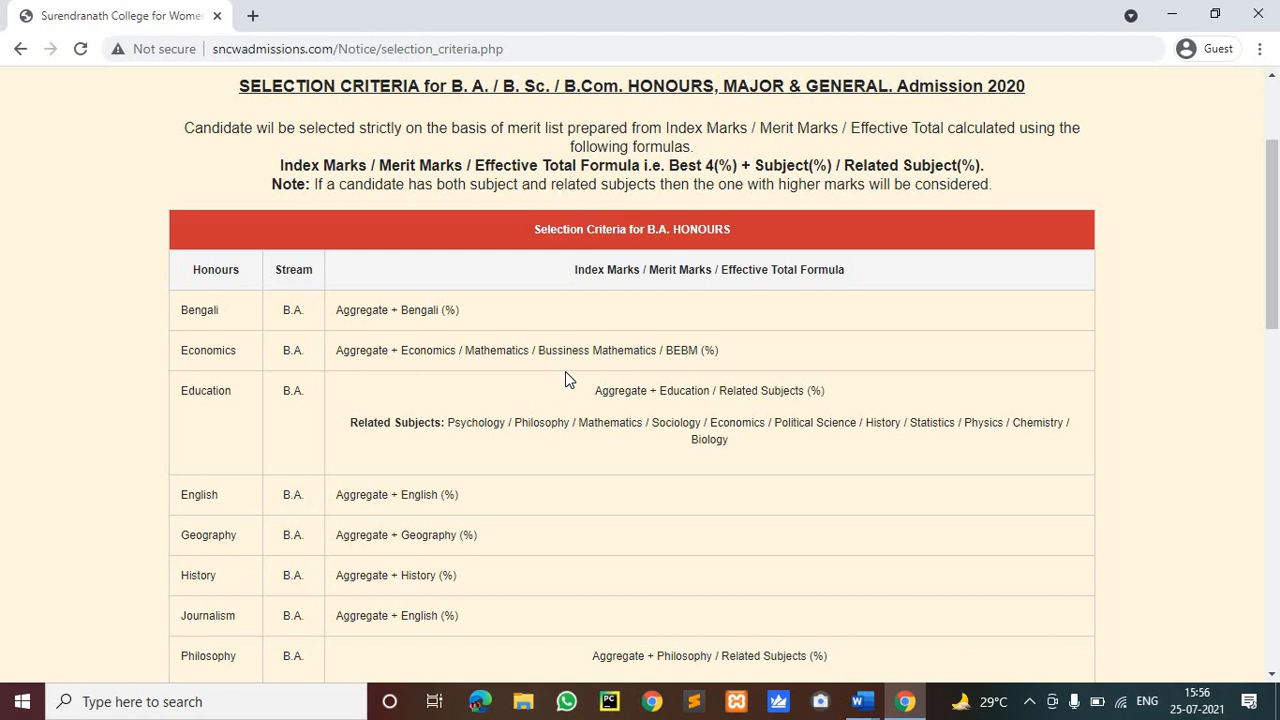 Surendranath College for Wome
Not secure
sncwadmissions.com/Notice/selection_criteria.php
Guest
SELECTION CRITERIA for B. A. / B. Sc. / B.Com. HONOURS, MAJOR & GENERAL. Admission 2020
Candidate wil be selected strictly on the basis of merit list prepared from Index Marks / Merit Marks / Effective Total calculated using the
following formulas.
Index Marks / Merit Marks / Effective Total Formula i.e. Best 4(%) + Subject(%) / Related Subject(%).
Note: If a candidate has both subject and related subjects then the one with higher marks will be considered.
Selection Criteria for B.A. HONOURS
Honours Stream Index Marks / Merit Marks / Effective Total Formula
Bengali B.A. Aggregate + Bengali (%)
Economics B.A. Aggregate + Economics / Mathematics / Bussiness Mathematics / BEBM (%)
Education B.A. Aggregate + Education / Related Subjects (%)
Related Subjects: Psychology / Philosophy / Mathematics / Sociology / Economics / Political Science / History / Statistics / Physics / Chemistry /
Biology
English B.A. Aggregate + English (%)
Geography B.A. Aggregate + Geography (%)
History B.A. Aggregate + History (%)
Journalism B.A. Aggregate + English (%)
Philosophy B.A. Aggregate + Philosophy / Related Subjects (%)
Type here to search
PC
29°C
ENG
15:56
25-07-2021